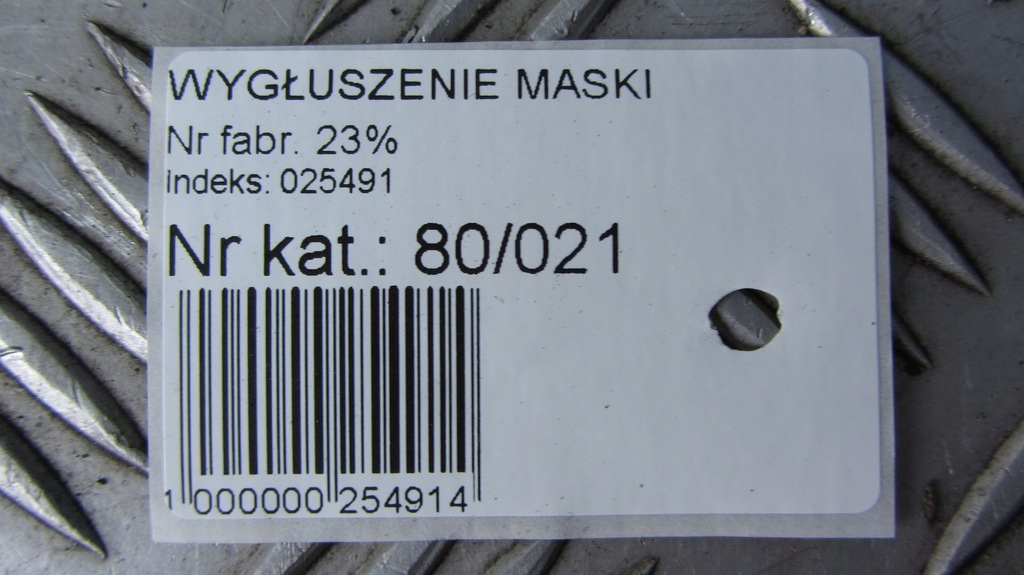 WYGŁUSZENIE MASKI
Nr fabr. 23%
Indeks: 025491
Nr kat.: 80/021
1 000000 254914